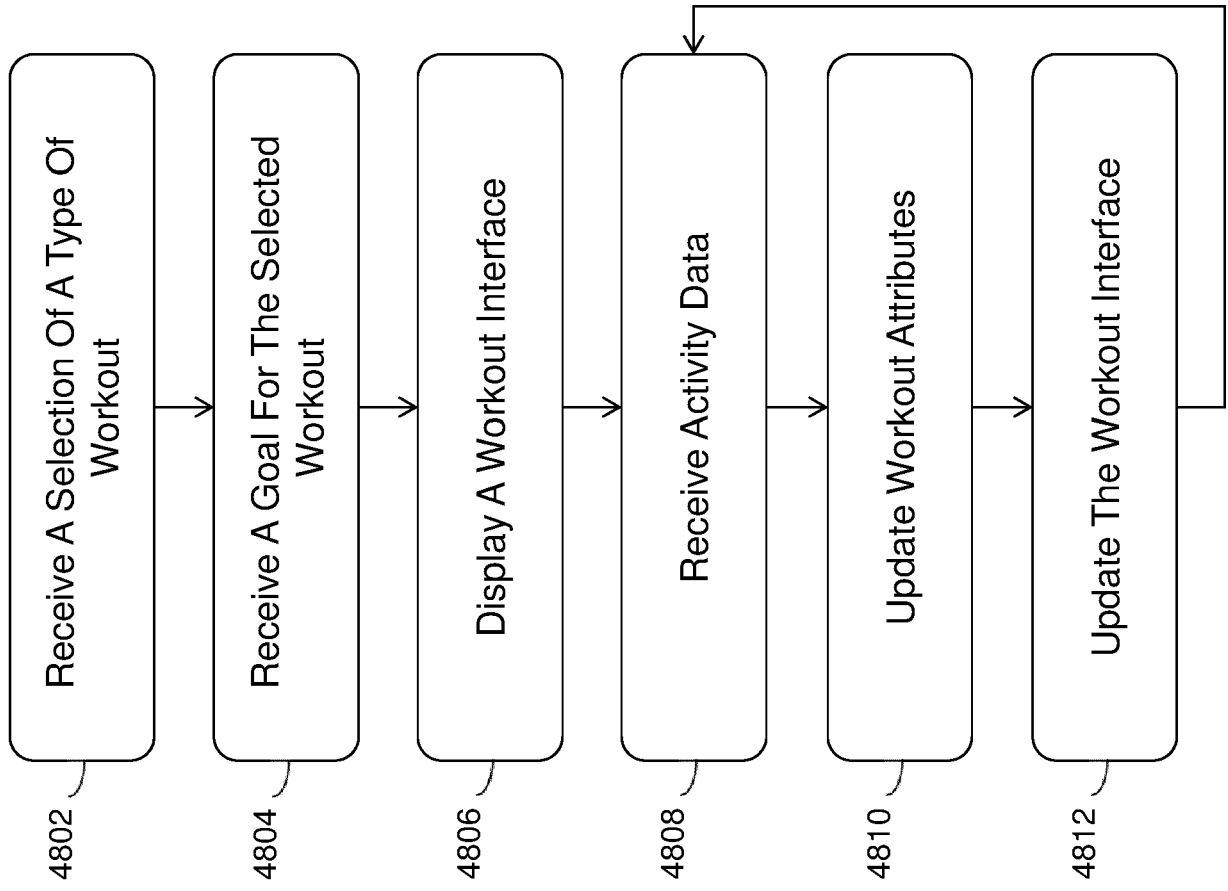 4802
Receive A Selection Of A Type Of
Workout
4804
Receive A Goal For The Selected
Workout
4806
Display A Workout Interface
4808
Receive Activity Data
4810
Update Workout Attributes
4812
Update The Workout Interface